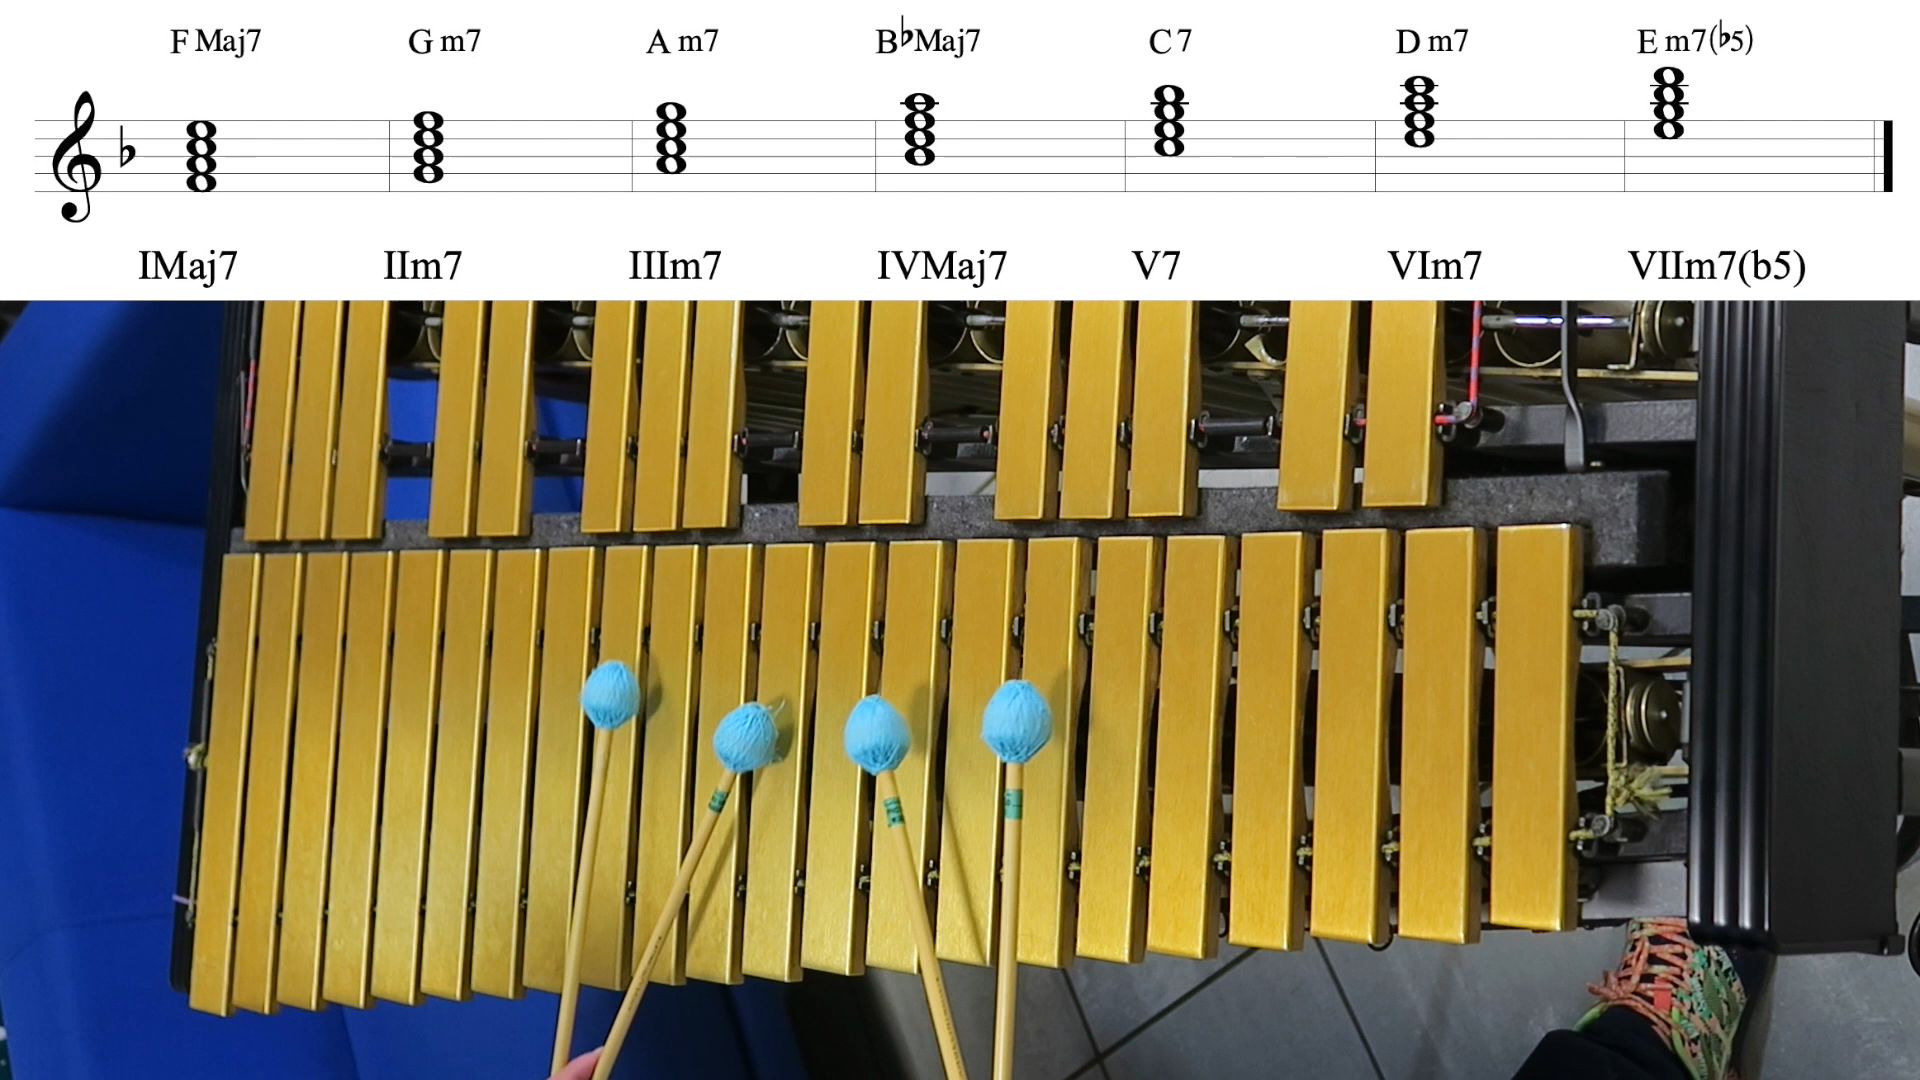 F Maj7 G m7 A m7 B♭Maj7 C 7 D m7 E m7(♭5)
IMaj7 IIm7 IIIm7 IVMaj7 V7 VIm7 VIIm7(b5)